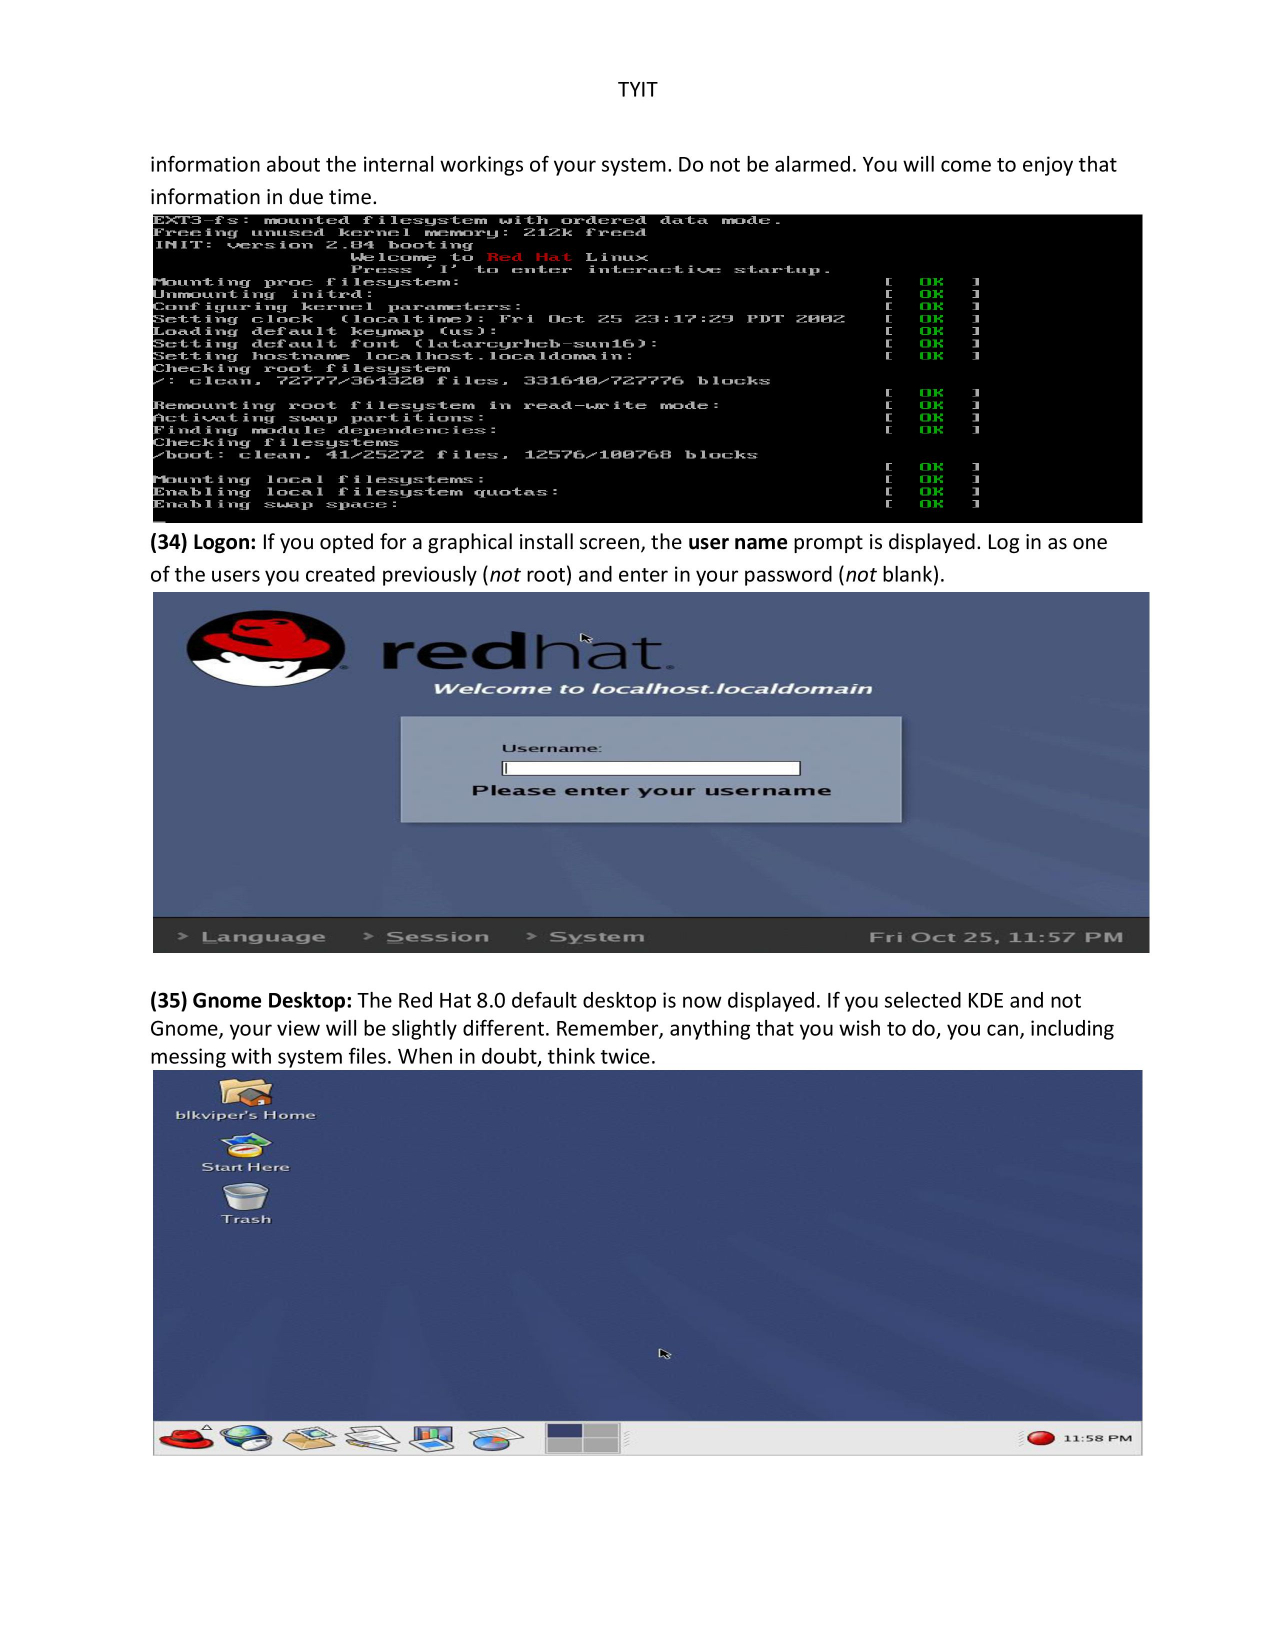 TYIT
information about the internal workings of your system. Do not be alarmed. You will come to enjoy that
information in due time.
EXT3-fs: mounted filesystem with ordered data mode.
Freeing unused kernel memory: 212k freed
INIT: version 2.84 booting
Welcome to Red Hat Linux
Press 'I' to enter interactive startup.
Mounting proc filesystem: [ OK ]
Unmounting initrd: [ OK ]
Configuring kernel parameters: [ OK ]
Setting clock (localtime): Fri Oct 25 23:17:29 PDT 2002 [ OK ]
Loading default keymap (us): [ OK ]
Setting default font (latarcyrheb-sun16): [ OK ]
Setting hostname localhost.localdomain: [ OK ]
Checking root filesystem
/: clean, 72777/364320 files, 331640/727776 blocks
[ OK ]
Remounting root filesystem in read-write mode: [ OK ]
Activating swap partitions: [ OK ]
Finding module dependencies: [ OK ]
Checking filesystems
/boot: clean, 41/25272 files, 12576/100768 blocks
[ OK ]
Mounting local filesystems: [ OK ]
Enabling local filesystem quotas: [ OK ]
Enabling swap space: [ OK ]
(34) Logon: If you opted for a graphical install screen, the user name prompt is displayed. Log in as one
of the users you created previously (not root) and enter in your password (not blank).
redhat.
Welcome to localhost.localdomain
Username:
Please enter your username
> Language > Session > System Fri Oct 25, 11:57 PM
(35) Gnome Desktop: The Red Hat 8.0 default desktop is now displayed. If you selected KDE and not
Gnome, your view will be slightly different. Remember, anything that you wish to do, you can, including
messing with system files. When in doubt, think twice.
blkviper's Home
Start Here
Trash
11:58 PM